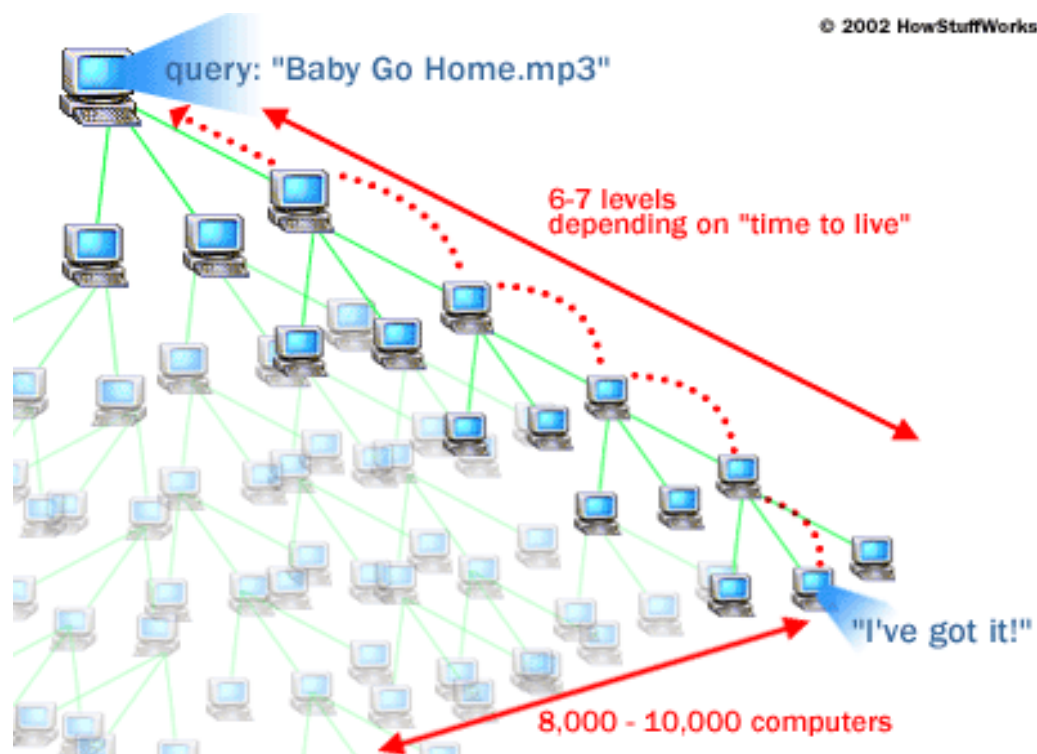 © 2002 HowStuffWorks
query: "Baby Go Home.mp3"
6-7 levels
depending on "time to live"
"I've got it!"
8,000 - 10,000 computers